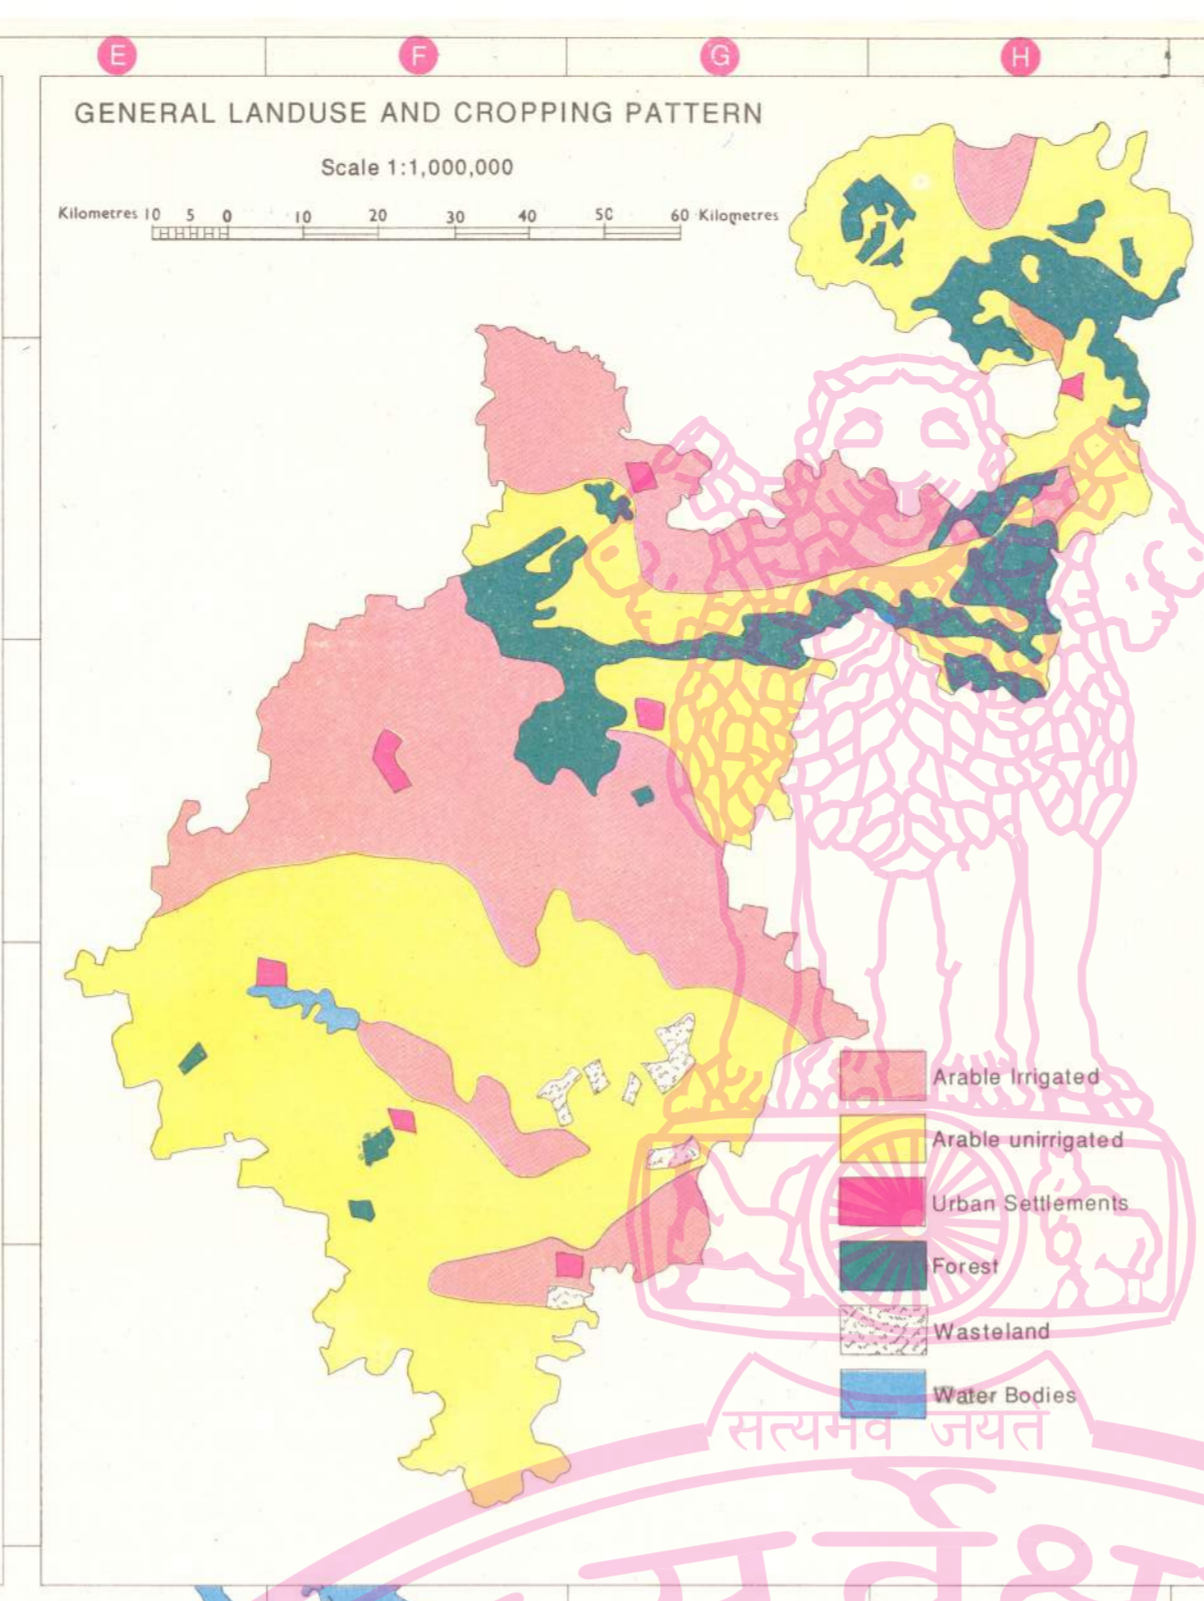 E F G H
GENERAL LANDUSE AND CROPPING PATTERN
Scale 1:1,000,000
Kilometres 10 5 0 10 20 30 40 50 60 Kilometres
Arable Irrigated
Arable unirrigated
Urban Settlements
Forest
Wasteland
Water Bodies
सत्यमेव जयते